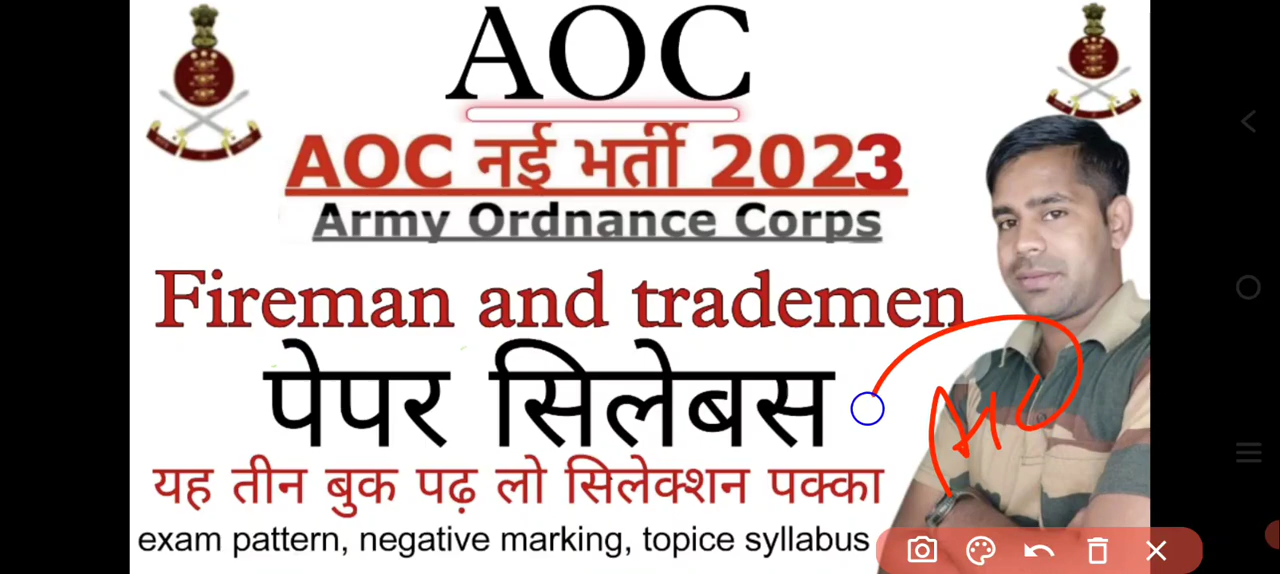 AOC
AOC नई भर्ती 2023
Army Ordnance Corps
Fireman and trademen
पेपर सिलेबस
यह तीन बुक पढ़ लो सिलेक्शन पक्का
exam pattern, negative marking, topice syllabus